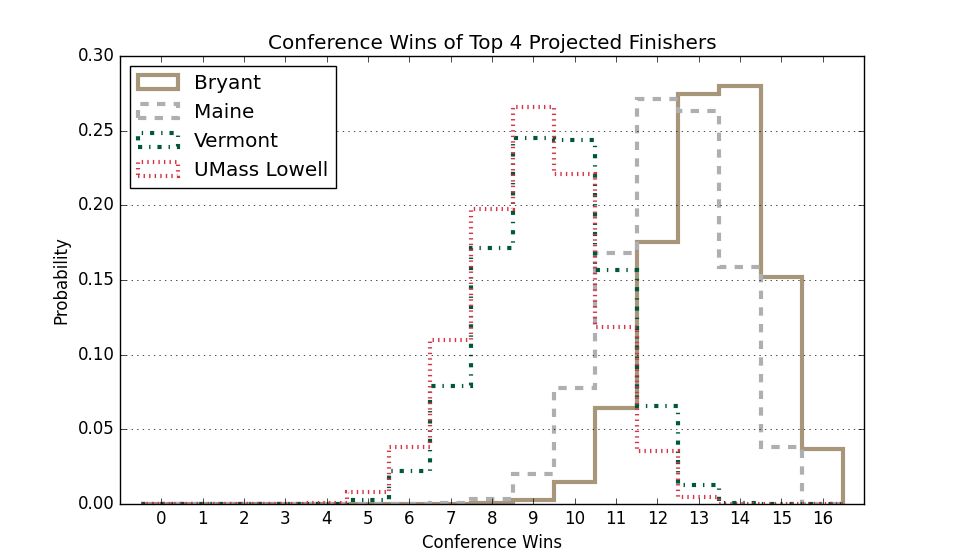 Conference Wins of Top 4 Projected Finishers
Bryant
Maine
Vermont
UMass Lowell
Probability
0.30
0.25
0.20
0.15
0.10
0.05
0.00
0 1 2 3 4 5 6 7 8 9 10 11 12 13 14 15 16
Conference Wins